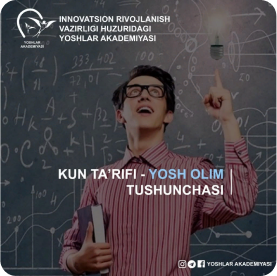 INNOVATSION RIVOJLANISH
VAZIRLIGI HUZURIDAGI
YOSHLAR AKADEMIYASI
YOSHLAR
AKADEMIYASI
KUN TA'RIFI - YOSH OLIM
TUSHUNCHASI
YOSHLAR AKADEMIYASI